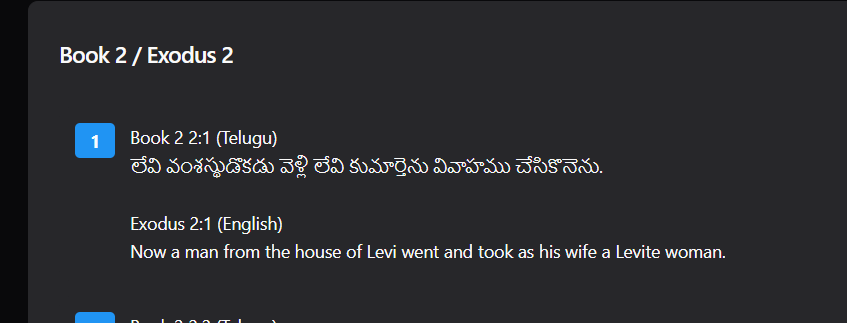 Book 2 / Exodus 2
1
Book 2 2:1 (Telugu)
లేవి వంశస్థుడొకడు వెళ్లి లేవి కుమార్తెను వివాహము చేసికొనెను.
Exodus 2:1 (English)
Now a man from the house of Levi went and took as his wife a Levite woman.